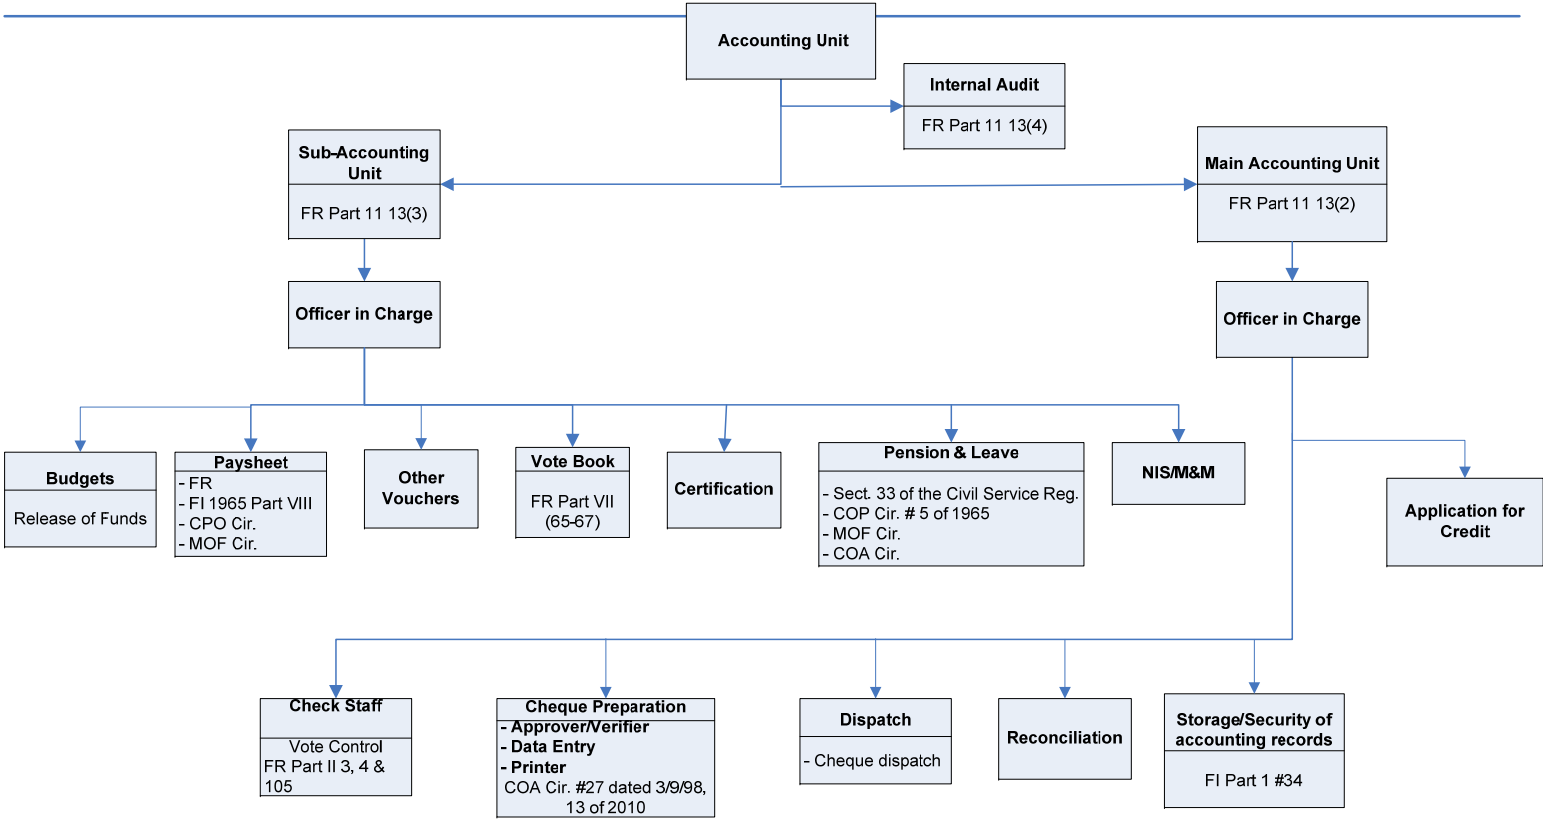 Accounting Unit
Internal Audit
FR Part 11 13(4)
Sub-Accounting
Unit
FR Part 11 13(3)
Main Accounting Unit
FR Part 11 13(2)
Officer in Charge
Officer in Charge
Budgets
Release of Funds
Paysheet
- FR
- FI 1965 Part VIII
- CPO Cir.
- MOF Cir.
Other
Vouchers
Vote Book
FR Part VII
(65-67)
Certification
Pension & Leave
- Sect. 33 of the Civil Service Reg.
- COP Cir. # 5 of 1965
- MOF Cir.
- COA Cir.
NIS/M&M
Application for
Credit
Check Staff
Vote Control
FR Part II 3, 4 &
105
Cheque Preparation
- Approver/Verifier
- Data Entry
- Printer
COA Cir. #27 dated 3/9/98,
13 of 2010
Dispatch
- Cheque dispatch
Reconciliation
Storage/Security of
accounting records
FI Part 1 #34